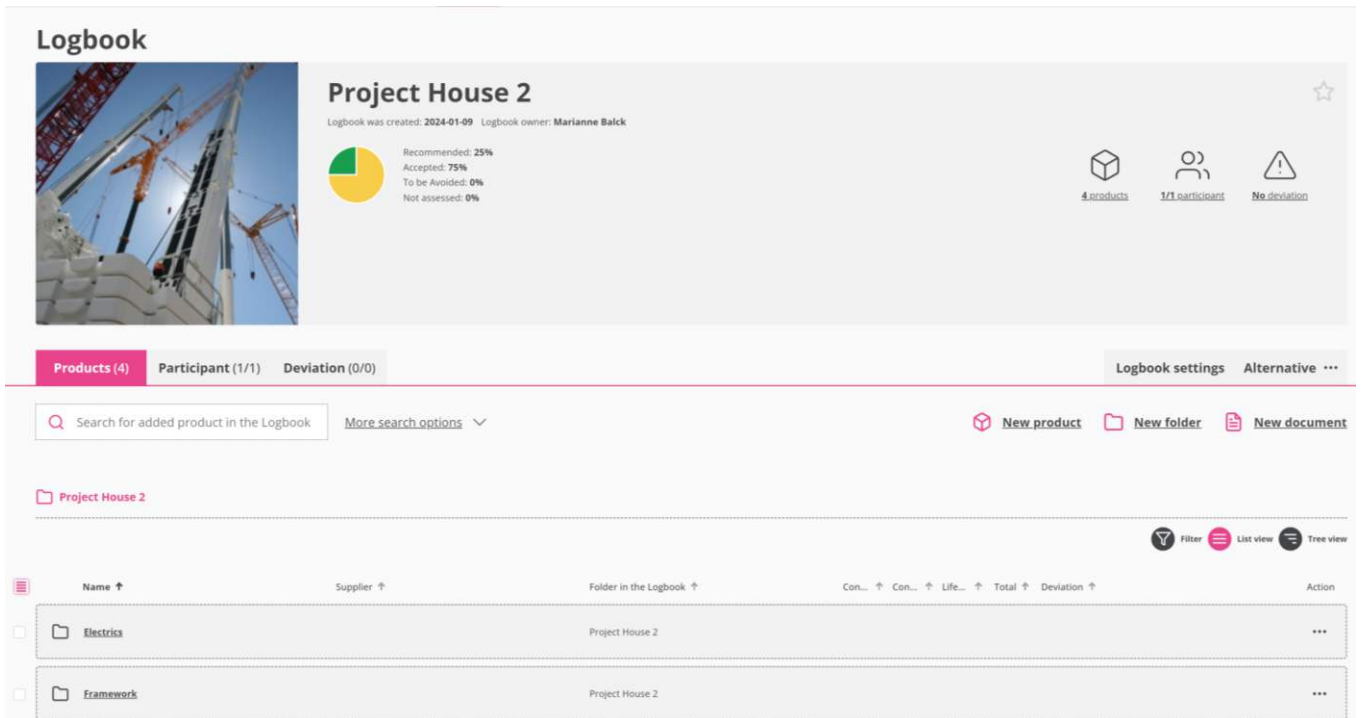 Logbook
Project House 2
Logbook was created: 2024-01-09 Logbook owner: Marianne Balck
Recommended: 25%
Accepted: 75%
To be Avoided: 0%
Not assessed: 0%
4 products 1/1 participant No deviation
Products (4) Participant (1/1) Deviation (0/0) Logbook settings Alternative ···
Search for added product in the Logbook More search options New product New folder New document
Project House 2
Filter List view Tree view
Name ↑ Supplier ↑ Folder in the Logbook ↑ Con... ↑ Con... ↑ Life... ↑ Total ↑ Deviation ↑ Action
Electrics Project House 2 ···
Framework Project House 2 ···